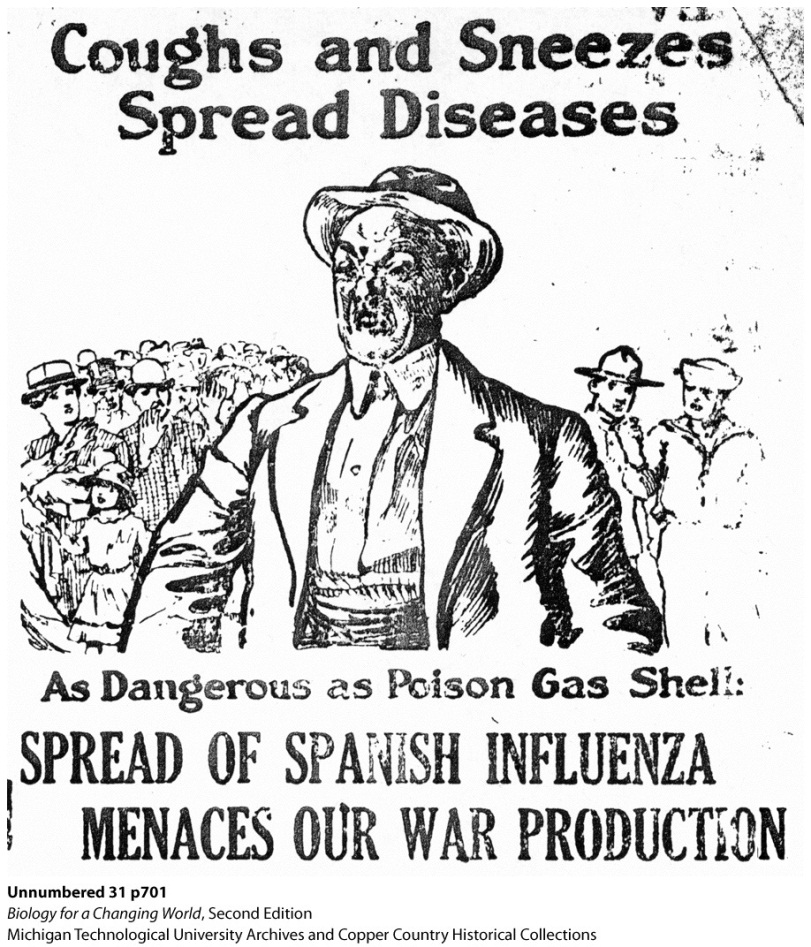 Coughs and Sneezes
Spread Diseases
As Dangerous as Poison Gas Shell:
SPREAD OF SPANISH INFLUENZA
MENACES OUR WAR PRODUCTION
Unnumbered 31 p701
Biology for a Changing World, Second Edition
Michigan Technological University Archives and Copper Country Historical Collections